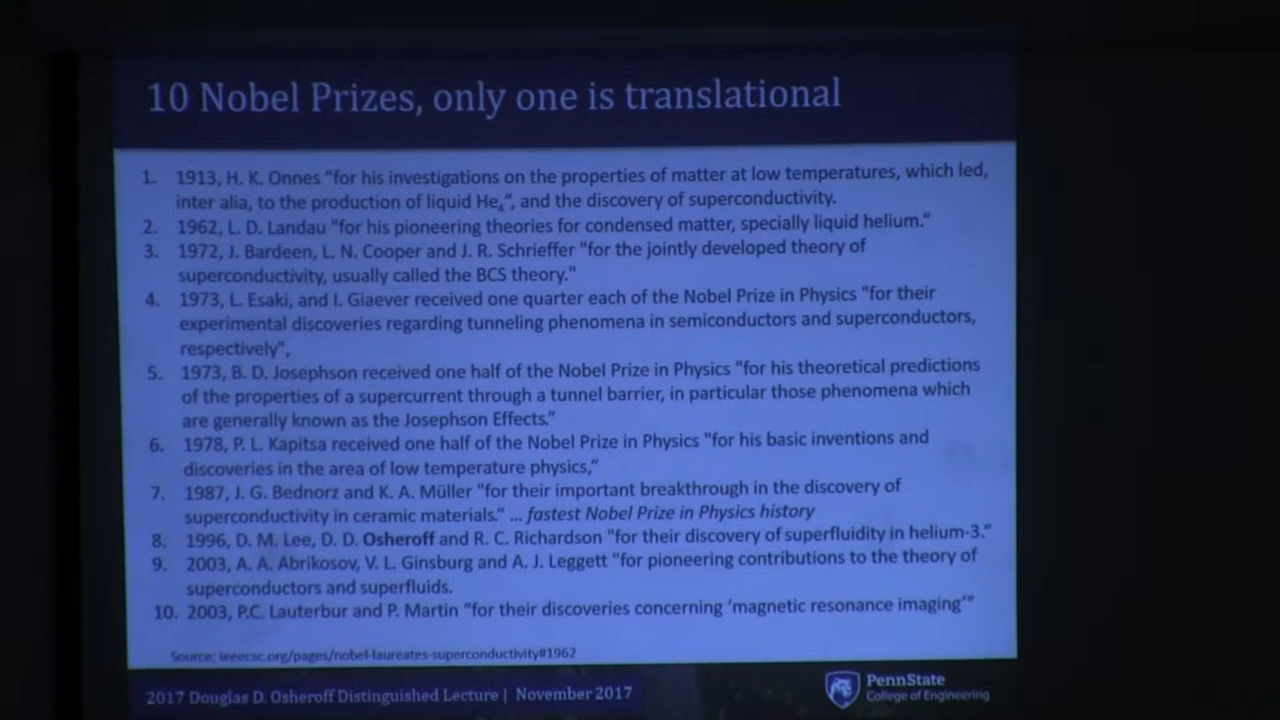 10 Nobel Prizes, only one is translational
1. 1913, H. K. Onnes “for his investigations on the properties of matter at low temperatures, which led,
inter alia, to the production of liquid He4“, and the discovery of superconductivity.
2. 1962, L. D. Landau “for his pioneering theories for condensed matter, specially liquid helium.“
3. 1972, J. Bardeen, L. N. Cooper and J. R. Schrieffer "for the jointly developed theory of
superconductivity, usually called the BCS theory."
4. 1973, L. Esaki, and I. Giaever received one quarter each of the Nobel Prize in Physics "for their
experimental discoveries regarding tunneling phenomena in semiconductors and superconductors,
respectively",
5. 1973, B. D. Josephson received one half of the Nobel Prize in Physics "for his theoretical predictions
of the properties of a supercurrent through a tunnel barrier, in particular those phenomena which
are generally known as the Josephson Effects.”
6. 1978, P. L. Kapitsa received one half of the Nobel Prize in Physics "for his basic inventions and
discoveries in the area of low temperature physics,“
7. 1987, J. G. Bednorz and K. A. Müller "for their important breakthrough in the discovery of
superconductivity in ceramic materials.“ ... fastest Nobel Prize in Physics history
8. 1996, D. M. Lee, D. D. Osheroff and R. C. Richardson "for their discovery of superfluidity in helium-3.“
9. 2003, A. A. Abrikosov, V. L. Ginsburg and A. J. Leggett "for pioneering contributions to the theory of
superconductors and superfluids.
10. 2003, P.C. Lauterbur and P. Martin “for their discoveries concerning ‘magnetic resonance imaging’”
Source: ieeecsc.org/pages/nobel-laureates-superconductivity#1962
2017 Douglas D. Osheroff Distinguished Lecture | November 2017
PennState
College of Engineering